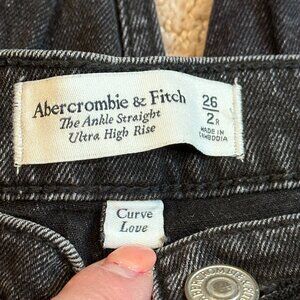 Abercrombie & Fitch
The Ankle Straight
Ultra High Rise
26
2R
MADE IN
CAMBODIA
Curve
Love